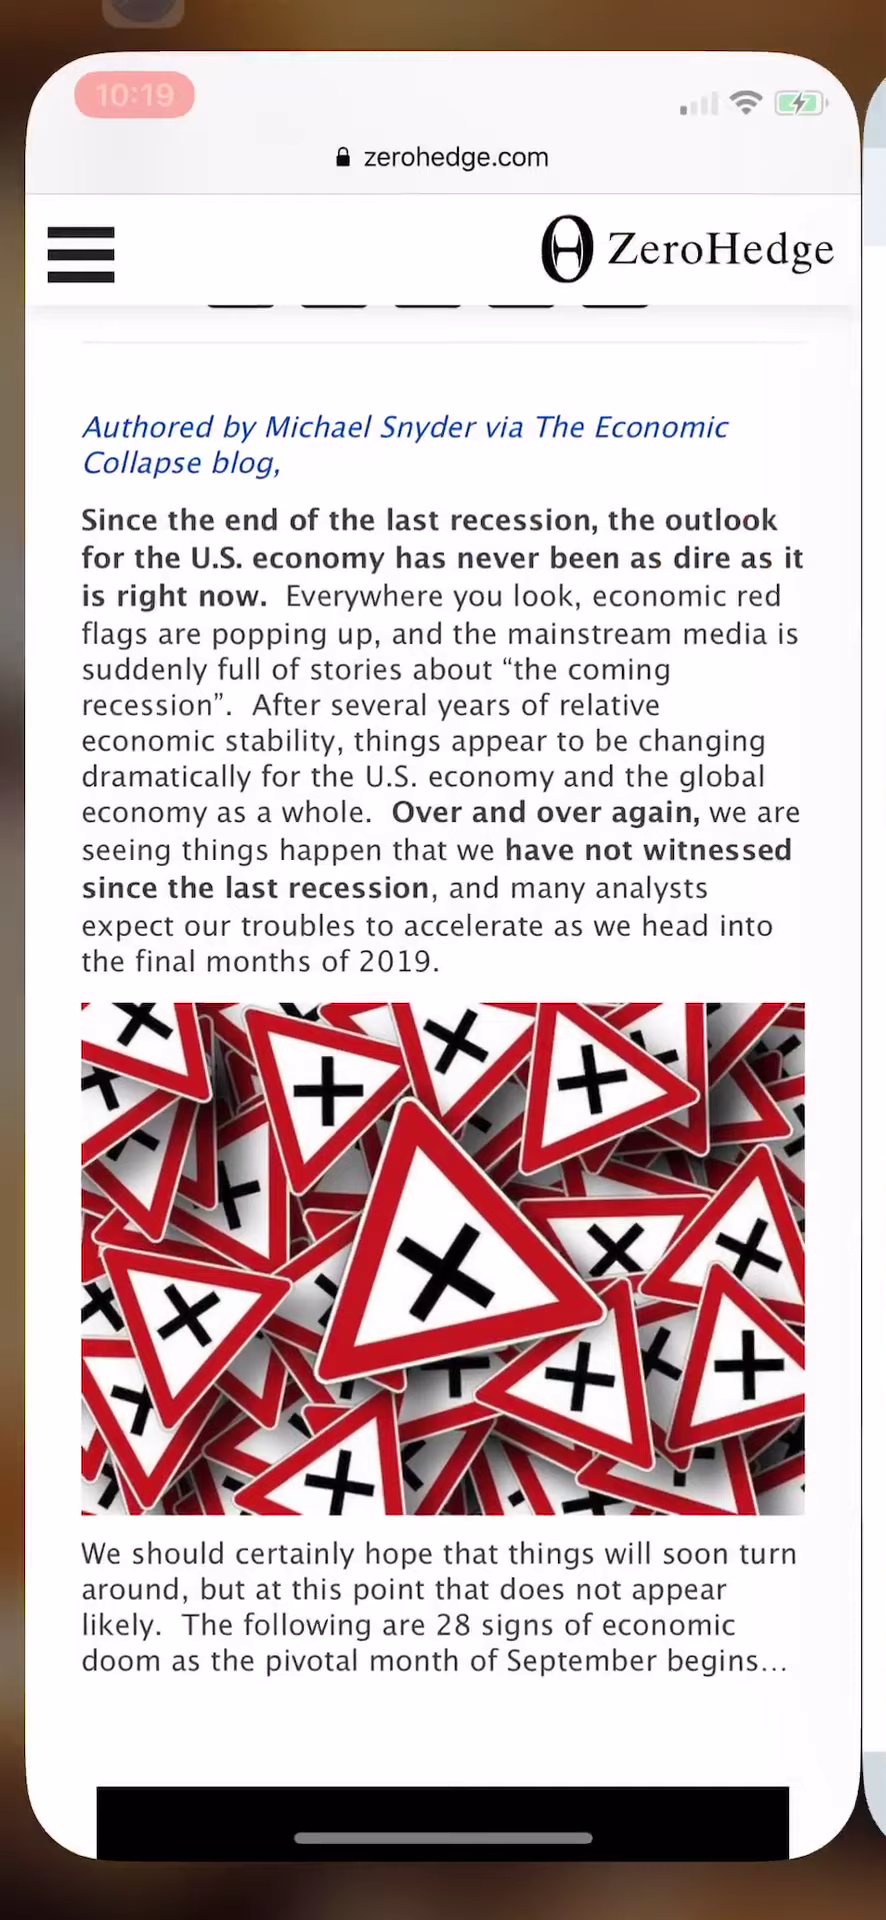 10:19
zerohedge.com
ZeroHedge
Authored by Michael Snyder via The Economic
Collapse blog,
Since the end of the last recession, the outlook
for the U.S. economy has never been as dire as it
is right now.  Everywhere you look, economic red
flags are popping up, and the mainstream media is
suddenly full of stories about “the coming
recession”.  After several years of relative
economic stability, things appear to be changing
dramatically for the U.S. economy and the global
economy as a whole.  Over and over again, we are
seeing things happen that we have not witnessed
since the last recession, and many analysts
expect our troubles to accelerate as we head into
the final months of 2019.
We should certainly hope that things will soon turn
around, but at this point that does not appear
likely.  The following are 28 signs of economic
doom as the pivotal month of September begins...